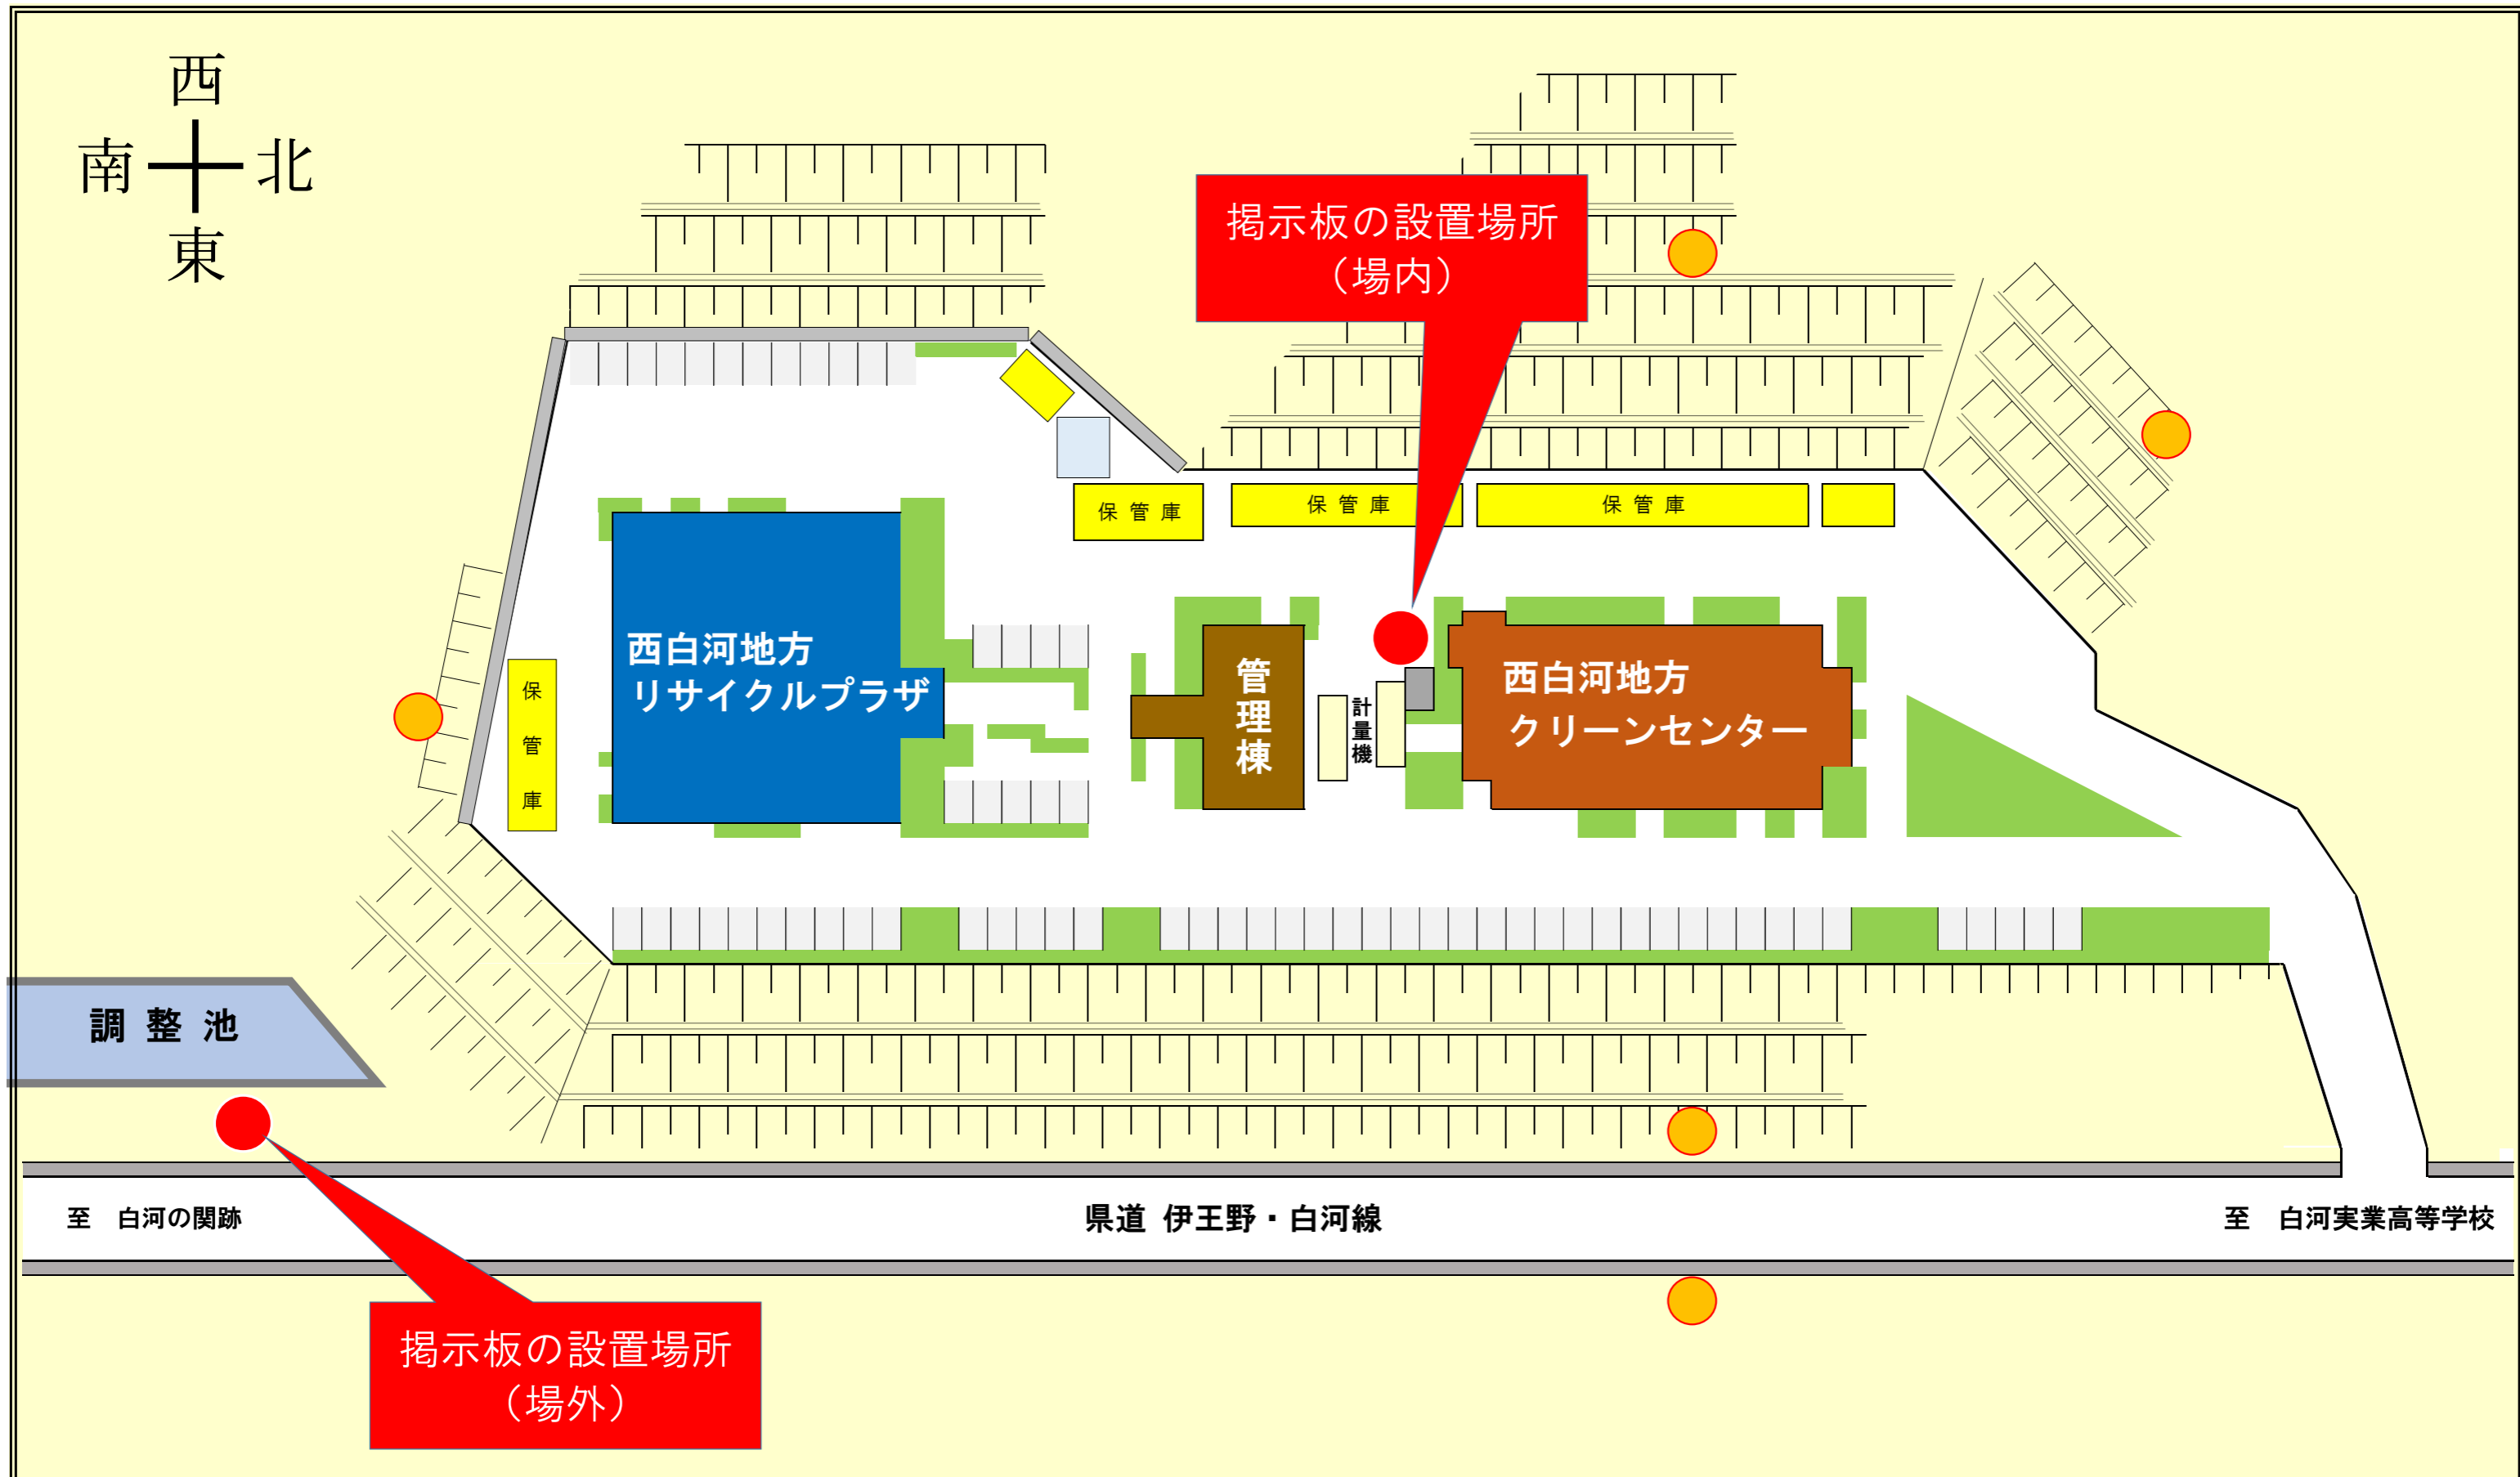 西
南
北
東
掲示板の設置場所
（場内）
保管庫
保管庫
保管庫
西白河地方
リサイクルプラザ
保管庫
管理棟
計量機
西白河地方
クリーンセンター
調整池
至　白河の関跡
県道 伊王野・白河線
至　白河実業高等学校
掲示板の設置場所
（場外）